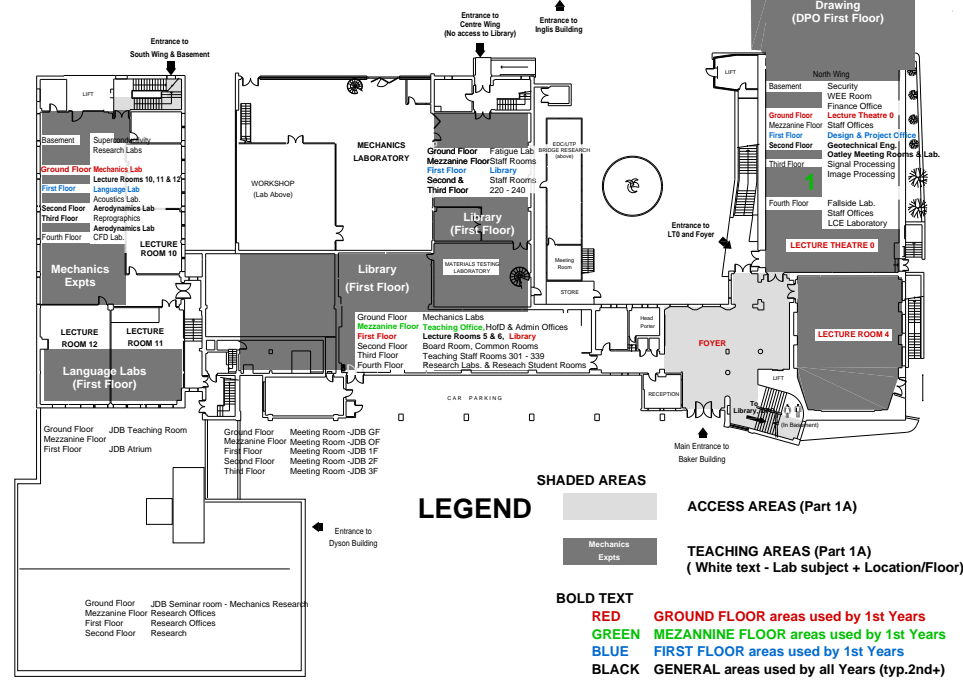 Drawing
(DPO First Floor)
Entrance to
Centre Wing
(No access to Library)
Entrance to
Inglis Building
Entrance to
South Wing & Basement
LIFT
LIFT
North Wing
Basement Security
WEE Room
Finance Office
Ground Floor Lecture Theatre 0
Mezzanine Floor Staff Offices
First Floor Design & Project Office
Second Floor Geotechnical Eng.
Oatley Meeting Rooms & Lab.
Third Floor Signal Processing
Image Processing
1
Fourth Floor Fallside Lab.
Staff Offices
LCE Laboratory
LECTURE THEATRE 0
Basement Superconductivity
Research Labs
Ground Floor Mechanics Lab
Lecture Rooms 10, 11 & 12
First Floor Language Lab
Acoustics Lab.
Second Floor Aerodynamics Lab
Third Floor Reprographics
Aerodynamics Lab
Fourth Floor CFD Lab.
LECTURE
ROOM 10
Mechanics
Expts
LECTURE
ROOM 12
LECTURE
ROOM 11
Language Labs
(First Floor)
WORKSHOP
(Lab Above)
MECHANICS
LABORATORY
Ground Floor Fatigue Lab
Mezzanine Floor Staff Rooms
First Floor Library
Second & Staff Rooms
Third Floor 220 - 240
EDC/UTP
BRIDGE RESEARCH
(above)
Library
(First Floor)
MATERIALS TESTING
LABORATORY
Meeting
Room
STORE
Library
(First Floor)
Entrance to
LT0 and Foyer
Ground Floor Mechanics Labs
Mezzanine Floor Teaching Office, HofD & Admin Offices
First Floor Lecture Rooms 5 & 6, Library
Second Floor Board Room, Common Rooms
Third Floor Teaching Staff Rooms 301 - 339
Fourth Floor Research Labs. & Reseach Student Rooms
Head
Porter
FOYER
LECTURE ROOM 4
RECEPTION
LIFT
To
Library,
(In Basement)
CAR PARKING
Main Entrance to
Baker Building
Ground Floor JDB Teaching Room
Mezzanine Floor
First Floor JDB Atrium
Ground Floor Meeting Room -JDB GF
Mezzanine Floor Meeting Room -JDB OF
First Floor Meeting Room -JDB 1F
Second Floor Meeting Room -JDB 2F
Third Floor Meeting Room -JDB 3F
Entrance to
Dyson Building
Ground Floor JDB Seminar room - Mechanics Research
Mezzanine Floor Research Offices
First Floor Research Offices
Second Floor Research
LEGEND
SHADED AREAS
ACCESS AREAS (Part 1A)
Mechanics
Expts
TEACHING AREAS (Part 1A)
( White text - Lab subject + Location/Floor)
BOLD TEXT
RED GROUND FLOOR areas used by 1st Years
GREEN MEZANNINE FLOOR areas used by 1st Years
BLUE FIRST FLOOR areas used by 1st Years
BLACK GENERAL areas used by all Years (typ.2nd+)